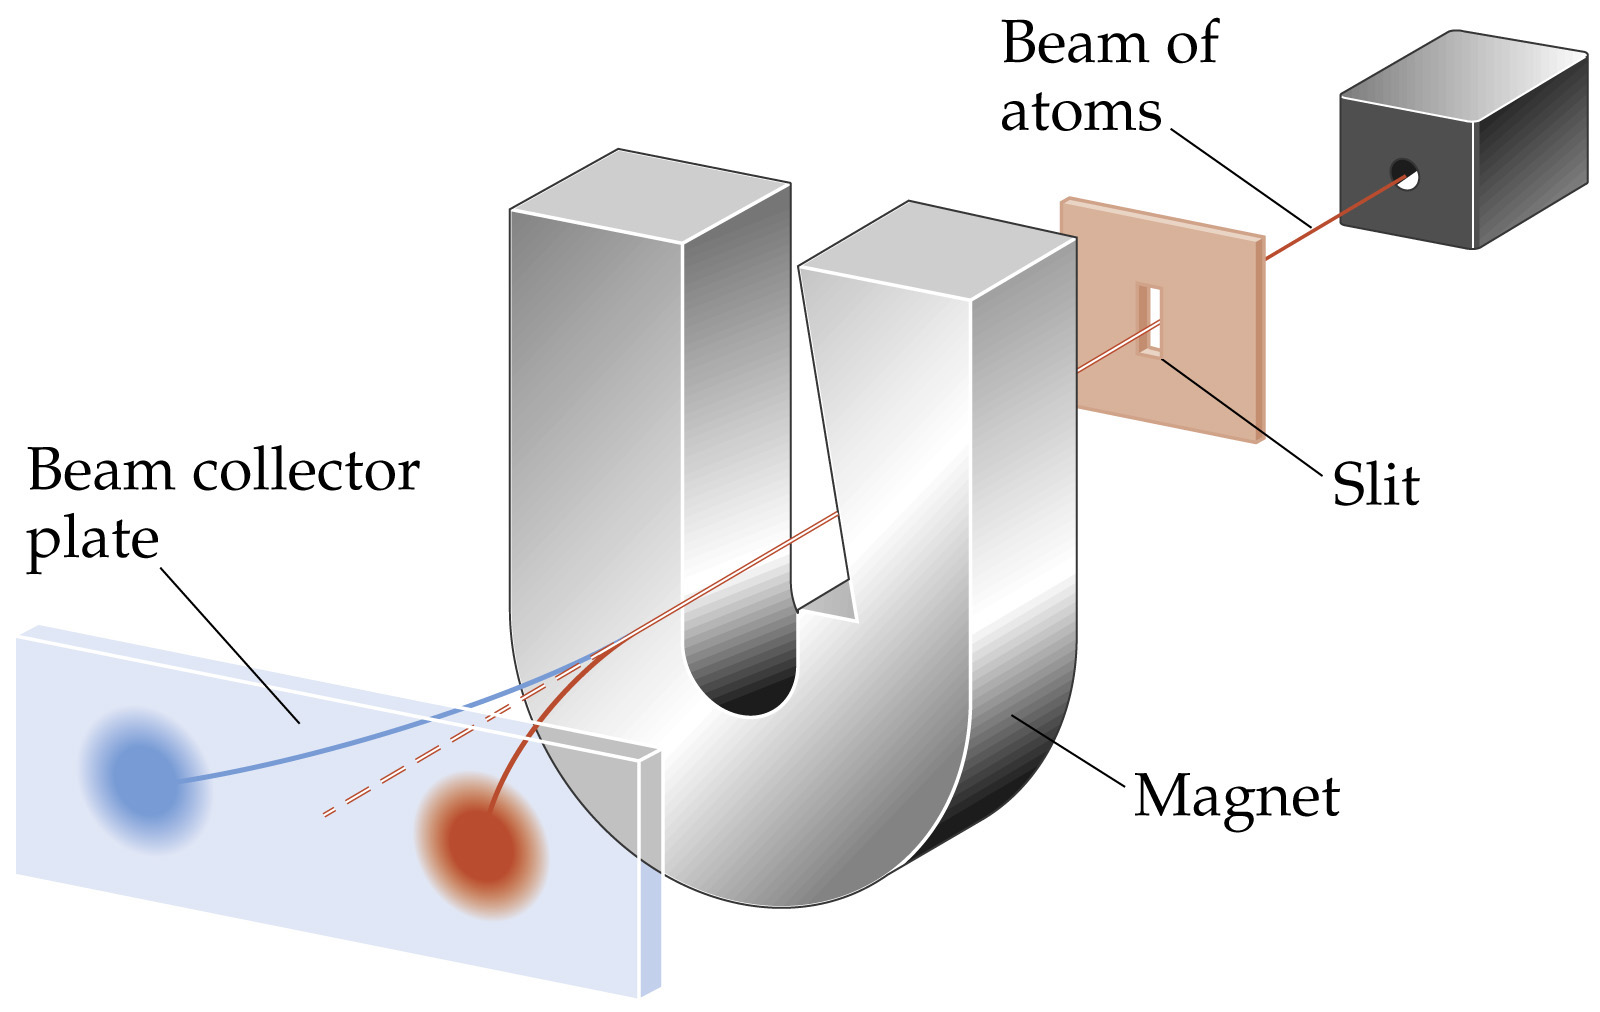 Beam of
atoms
Beam collector
plate
Slit
Magnet